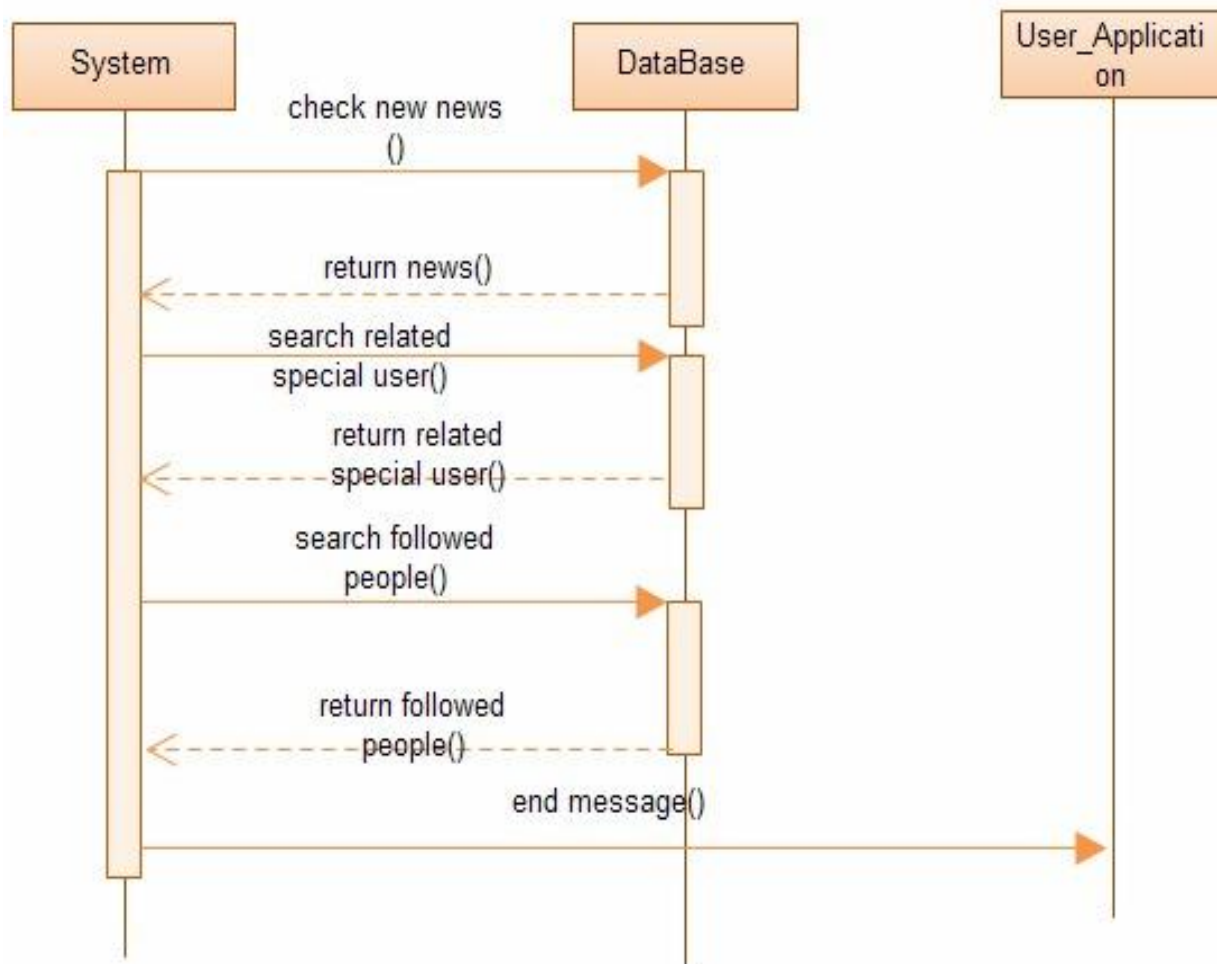 System
DataBase
User_Applicati
on
check new news
()
return news()
search related
special user()
return related
special user()
search followed
people()
return followed
people()
end message()